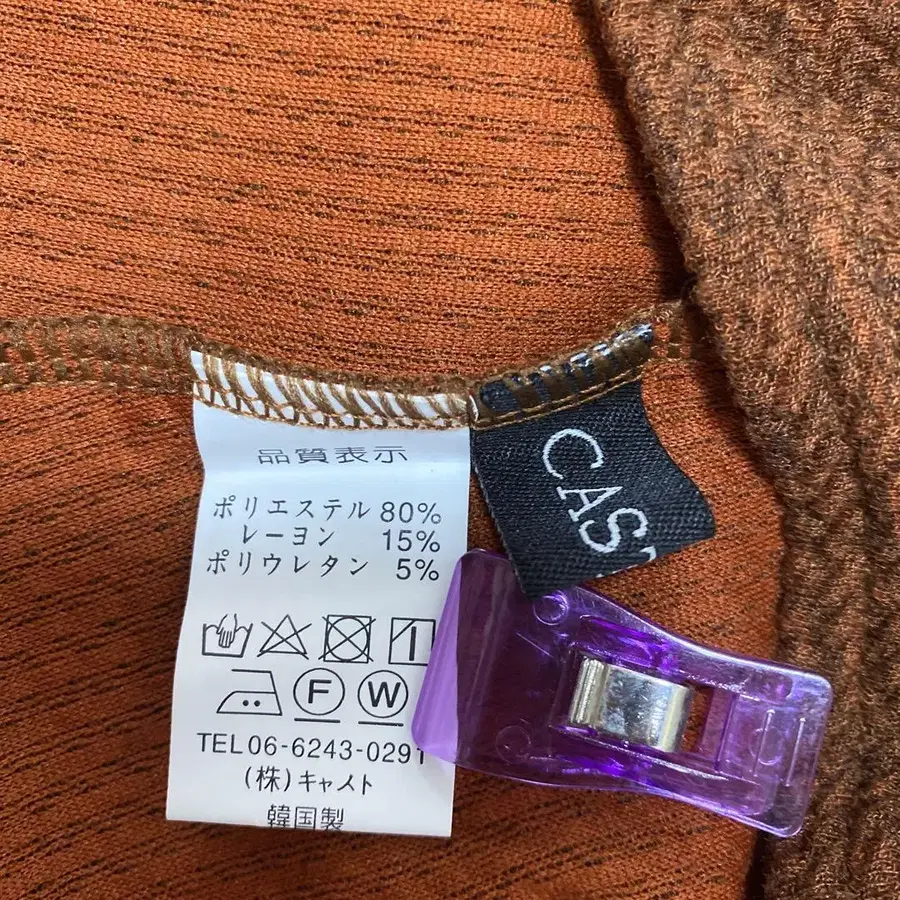 品質表示
ポリエステル 80%
レーヨン 15%
ポリウレタン 5%
F W
TEL06-6243-0291
(株)キャスト
韓国製
CAS